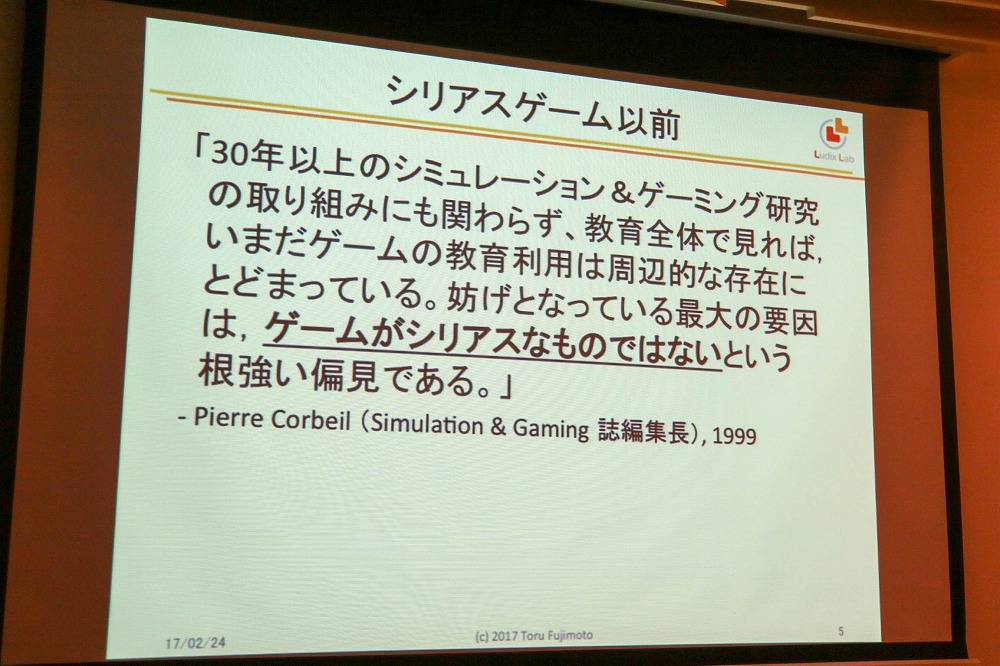 シリアスゲーム以前
Ludix Lab
「30年以上のシミュレーション＆ゲーミング研究
の取り組みにも関わらず、教育全体で見れば,
いまだゲームの教育利用は周辺的な存在に
とどまっている。妨げとなっている最大の要因
は, ゲームがシリアスなものではないという
根強い偏見である。」
- Pierre Corbeil（Simulation & Gaming 誌編集長）, 1999
17/02/24
(c) 2017 Toru Fujimoto
5